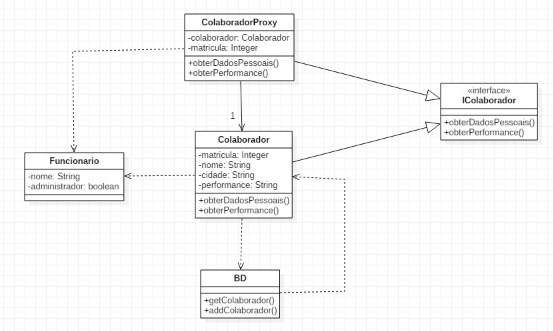 ColaboradorProxy
-colaborador: Colaborador
-matricula: Integer
+obterDadosPessoais()
+obterPerformance()
«interface»
IColaborador
+obterDadosPessoais()
+obterPerformance()
1
Colaborador
-matricula: Integer
-nome: String
-cidade: String
-performance: String
+obterDadosPessoais()
+obterPerformance()
Funcionario
-nome: String
-administrador: boolean
BD
+getColaborador()
+addColaborador()